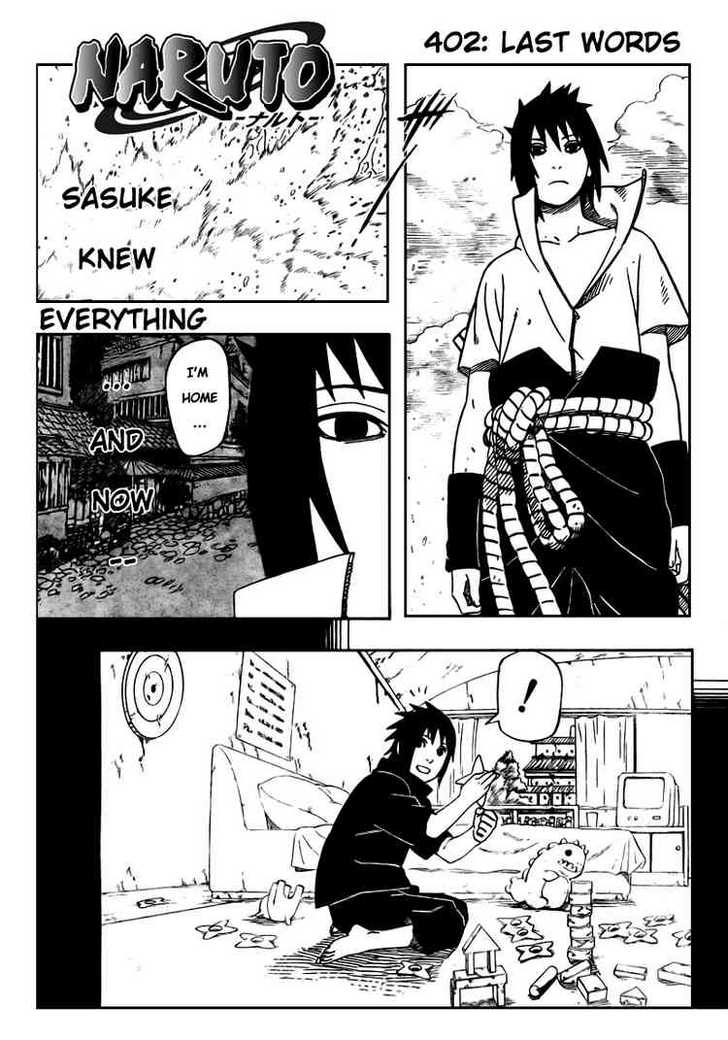 NARUTO
-ナルト-
402: LAST WORDS
SASUKE
KNEW
EVERYTHING
...
AND
NOW
--
I'M
HOME
...
!